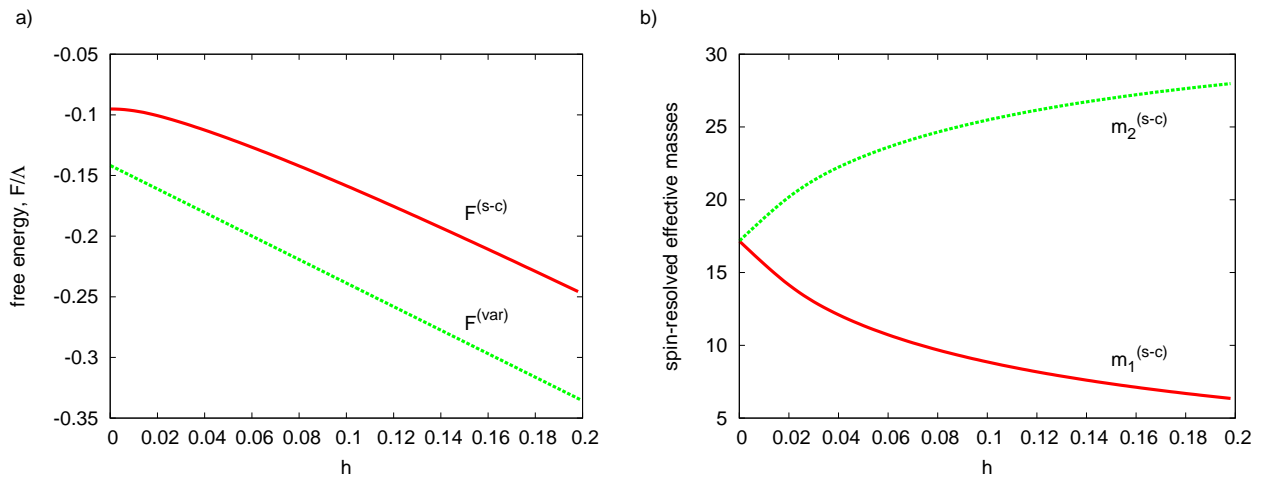 a)
free energy, F/Λ
-0.05
-0.1
-0.15
-0.2
-0.25
-0.3
-0.35
F(s-c)
F(var)
0 0.02 0.04 0.06 0.08 0.1 0.12 0.14 0.16 0.18 0.2
h
b)
spin-resolved effective masses
30
25
20
15
10
5
m2(s-c)
m1(s-c)
0 0.02 0.04 0.06 0.08 0.1 0.12 0.14 0.16 0.18 0.2
h